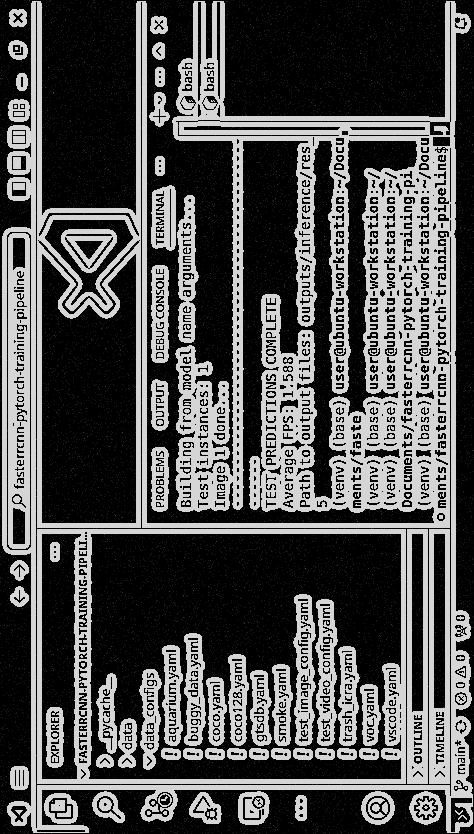 fasterrcnn-pytorch-training-pipeline
EXPLORER
FASTERRCNN-PYTORCH-TRAINING-PIPELI...
__pycache__
data
data_configs
aquarium.yaml
buggy_data.yaml
coco.yaml
coco128.yaml
gtsdb.yaml
smoke.yaml
test_image_config.yaml
test_video_config.yaml
trash_icra.yaml
voc.yaml
vscode.yaml
OUTLINE
TIMELINE
PROBLEMS OUTPUT DEBUG CONSOLE TERMINAL
Building from model name arguments...
Test instances: 1
Image 1 done...
TEST PREDICTIONS COMPLETE
Average FPS: 11.588
Path to output files: outputs/inference/res_
5
(venv) (base) user@ubuntu-workstation:~/Docu
ments/faste
(venv) (base) user@ubuntu-workstation:~/
(venv) (base) user@ubuntu-workstation:~/
Documents/fasterrcnn-pytorch-training-p
(venv) (base) user@ubuntu-workstation:~/Docu
ments/fasterrcnn-pytorch-training-pipeline$
bash
bash
main* 0 0 0